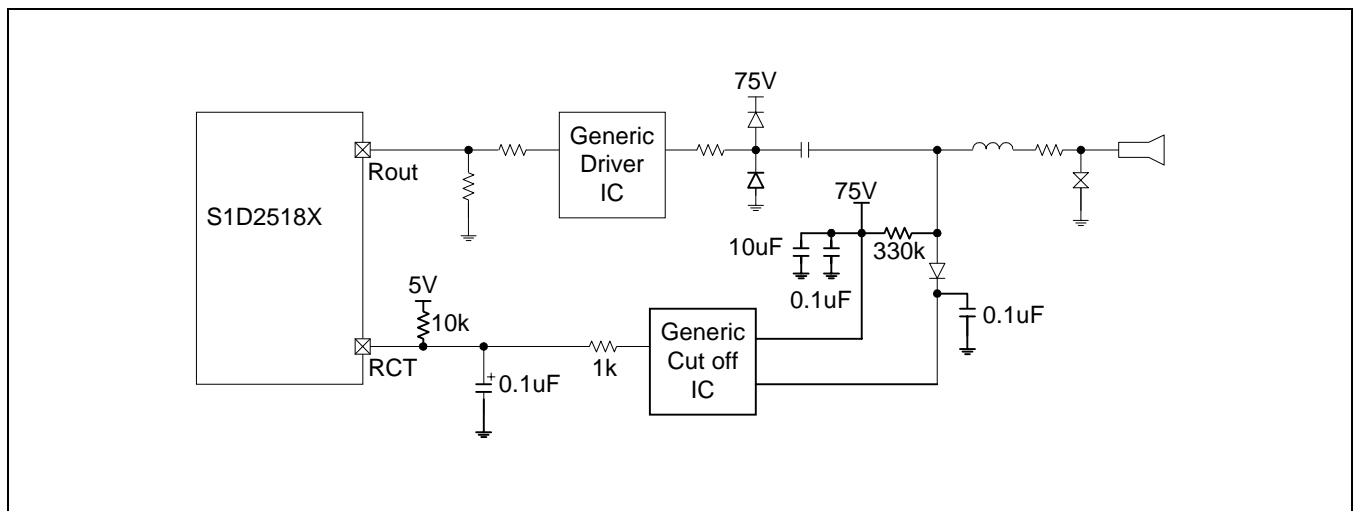 75V
Rout
Generic
Driver
IC
S1D2518X
75V
10uF
330k
0.1uF
0.1uF
5V
10k
RCT
0.1uF
1k
Generic
Cut off
IC